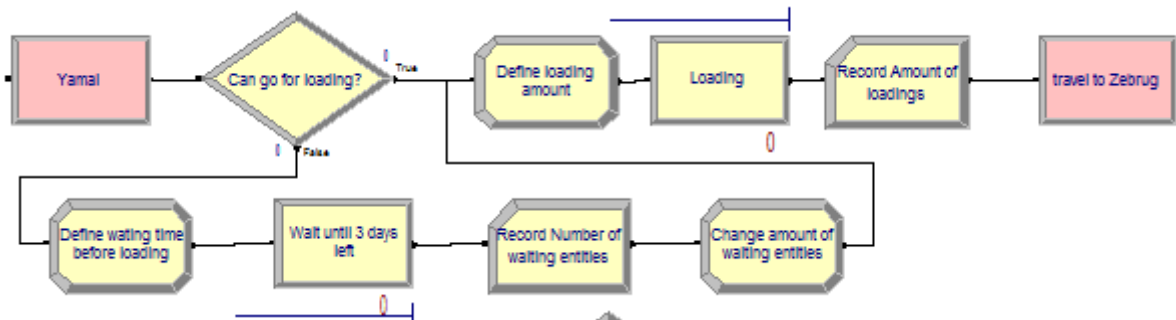 Yamal
Can go for loading?
0
True
0
False
Define loading
amount
Loading
0
Record Amount of
loadings
travel to Zebrug
Define wating time
before loading
Wait until 3 days
left
0
Record Number of
waiting entities
Change amount of
waiting entities